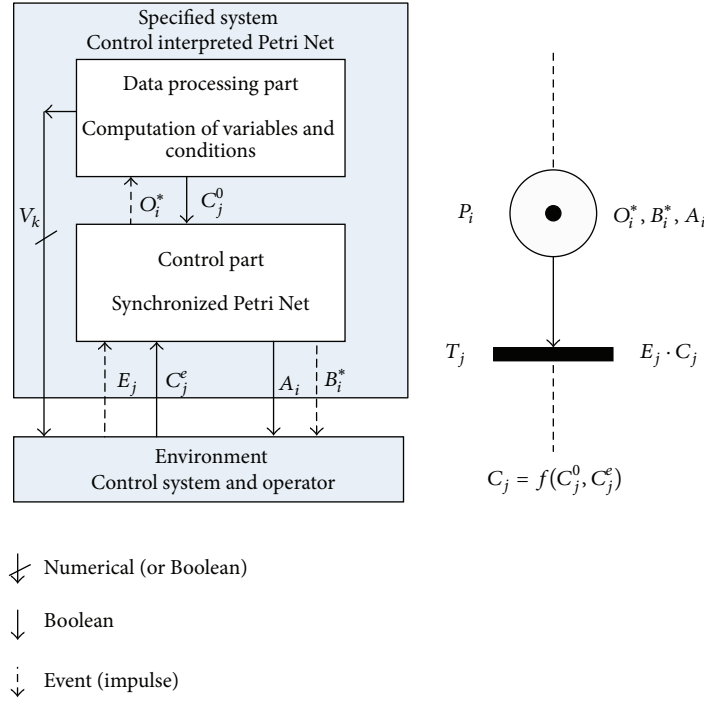 Specified system
Control interpreted Petri Net
Data processing part
Computation of variables and
conditions
V_k
O_i^*
C_j^0
Control part
Synchronized Petri Net
E_j
C_j^e
A_i
B_i^*
Environment
Control system and operator
P_i
O_i^*, B_i^*, A_i
T_j
E_j · C_j
C_j = f(C_j^0, C_j^e)
Numerical (or Boolean)
Boolean
Event (impulse)